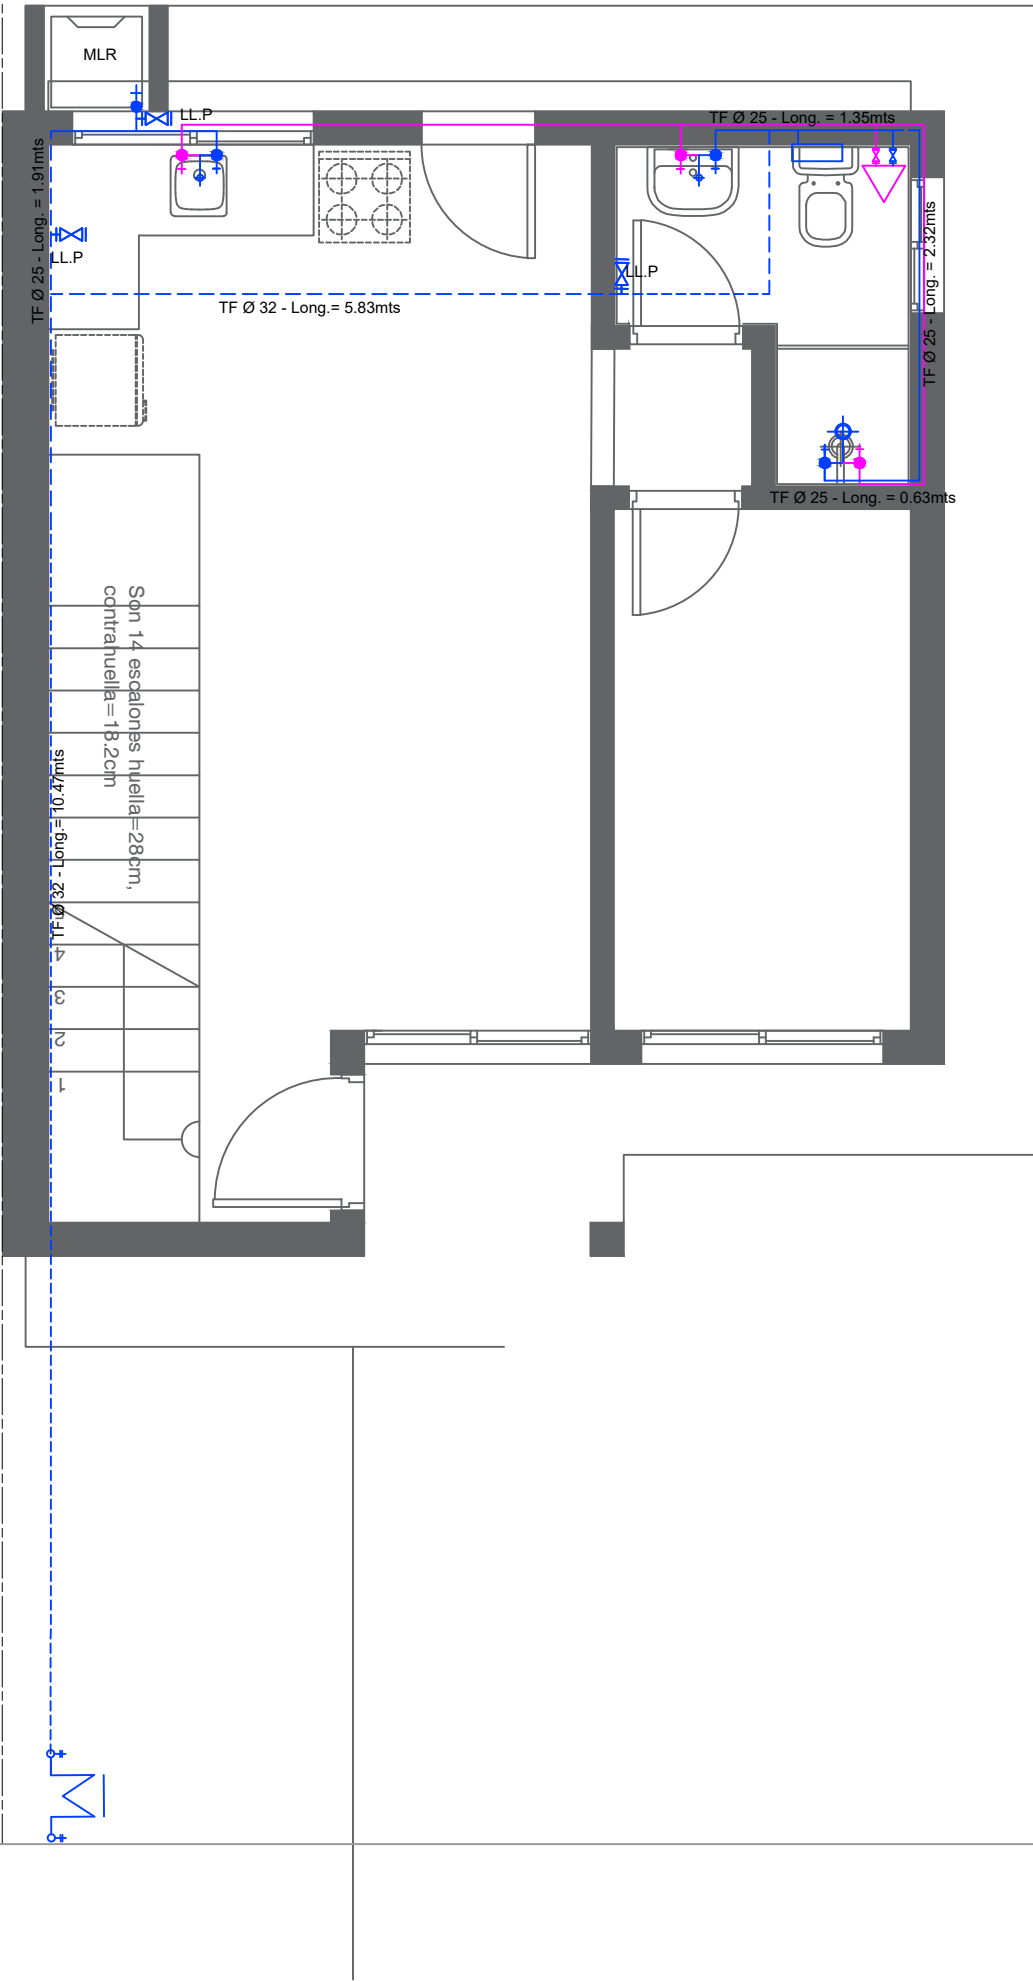 MLR
LL.P
TF Ø 25 - Long. = 1.35mts
TF Ø 25 - Long. = 1.91mts
LL.P
LL.P
TF Ø 25 - Long. = 2.32mts
TF Ø 32 - Long.= 5.83mts
TF Ø 25 - Long. = 0.63mts
Son 14 escalones huella=28cm,
contrahuella=18.2cm
TF Ø 32 - Long.= 10.47mts
4
3
2
1